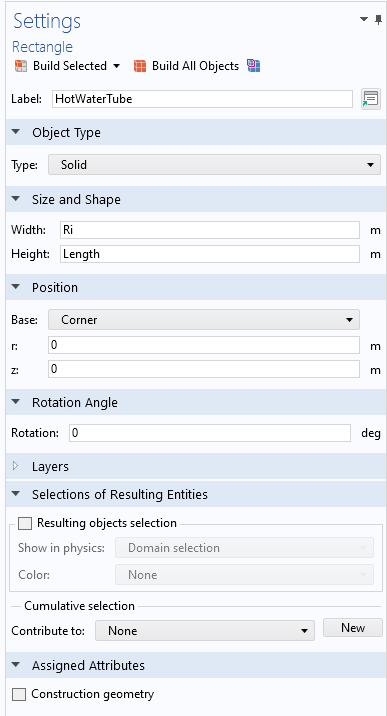 Settings
Rectangle
Build Selected Build All Objects
Label: HotWaterTube
Object Type
Type: Solid
Size and Shape
Width: Ri m
Height: Length m
Position
Base: Corner
r: 0 m
z: 0 m
Rotation Angle
Rotation: 0 deg
Layers
Selections of Resulting Entities
Resulting objects selection
Show in physics: Domain selection
Color: None
Cumulative selection
Contribute to: None New
Assigned Attributes
Construction geometry